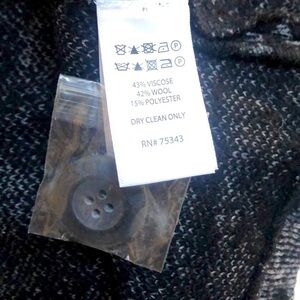 43% VISCOSE
42% WOOL
15% POLYESTER
DRY CLEAN ONLY
RN# 75343